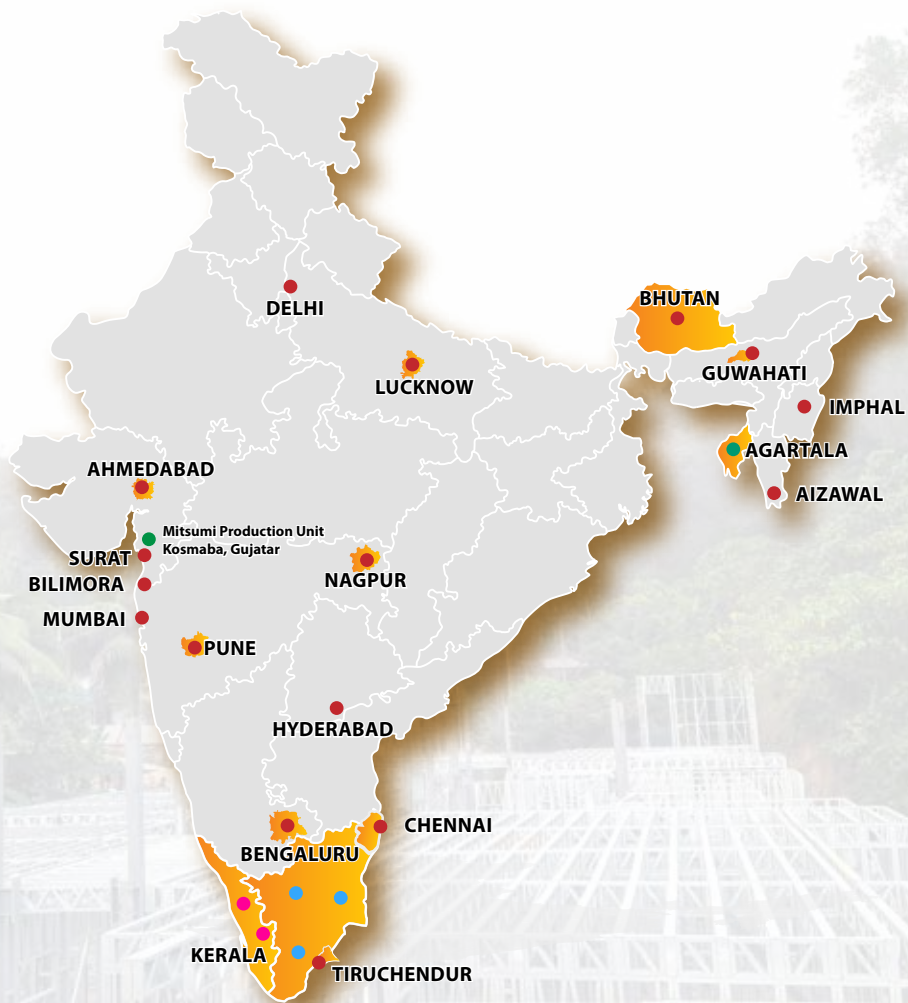 DELHI
BHUTAN
LUCKNOW
GUWAHATI
IMPHAL
AGARTALA
AIZAWAL
AHMEDABAD
Mitsumi Production Unit
Kosmaba, Gujatar
SURAT
BILIMORA
MUMBAI
NAGPUR
PUNE
HYDERABAD
CHENNAI
BENGALURU
KERALA
TIRUCHENDUR